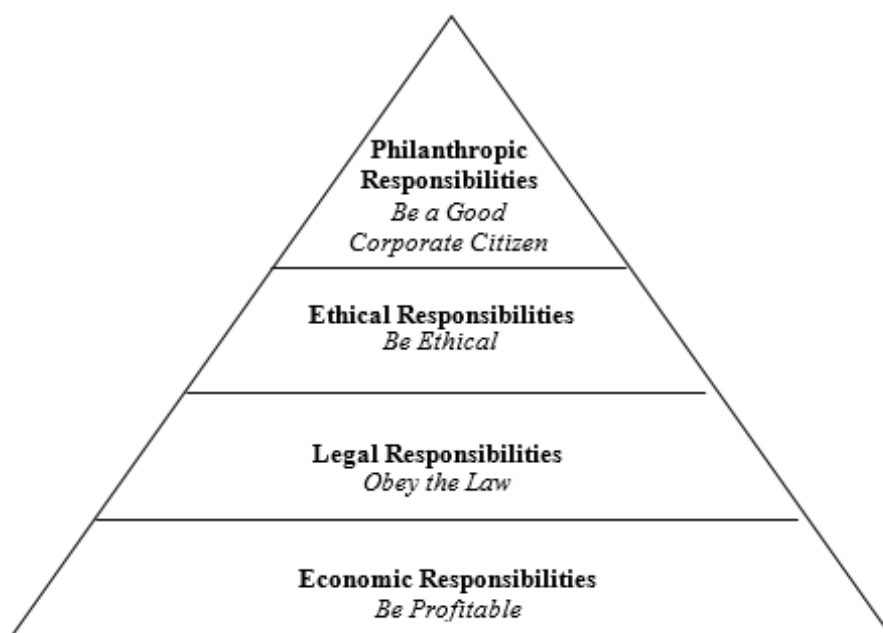 Philanthropic
Responsibilities
Be a Good
Corporate Citizen
Ethical Responsibilities
Be Ethical
Legal Responsibilities
Obey the Law
Economic Responsibilities
Be Profitable